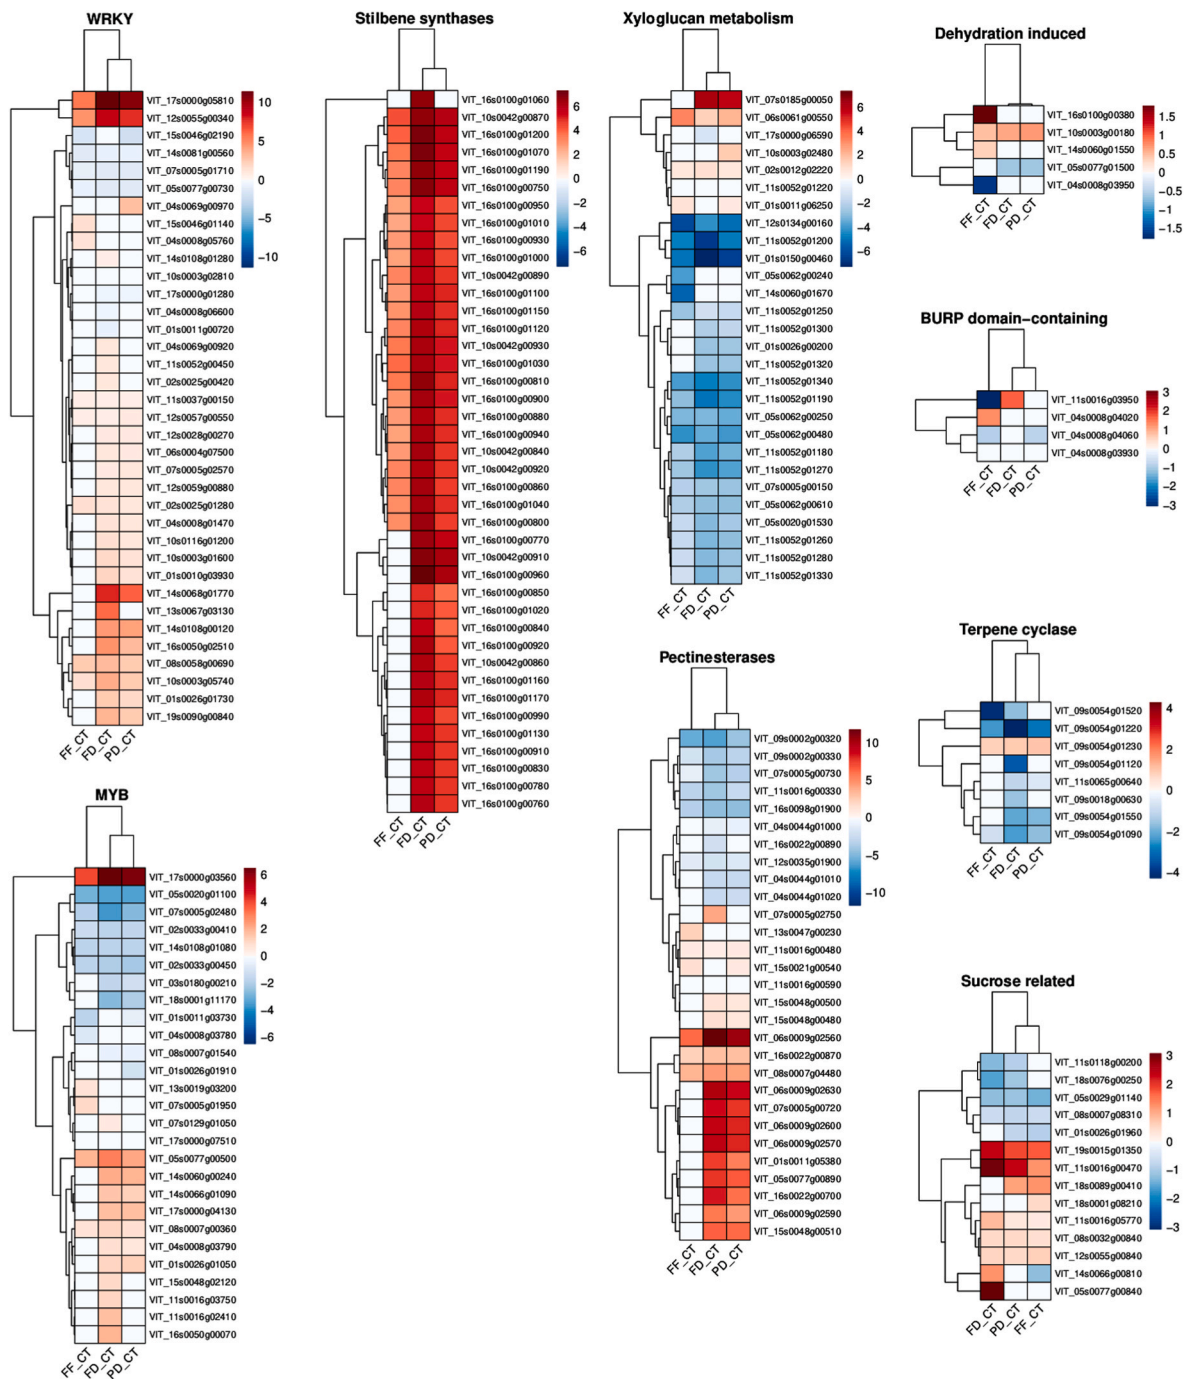 WRKY
VIT_17s0000g05810
VIT_12s0055g00340
VIT_15s0046g02190
VIT_14s0081g00560
VIT_07s0005g01710
VIT_05s0077g00730
VIT_04s0069g00970
VIT_15s0046g01140
VIT_04s0008g05760
VIT_14s0108g01280
VIT_10s0003g02810
VIT_17s0000g01280
VIT_04s0008g06600
VIT_01s0011g00720
VIT_04s0069g00920
VIT_11s0052g00450
VIT_02s0025g00420
VIT_11s0037g00150
VIT_12s0057g00550
VIT_12s0028g00270
VIT_06s0004g07500
VIT_07s0005g02570
VIT_12s0059g00880
VIT_02s0025g01280
VIT_04s0008g01470
VIT_10s0116g01200
VIT_10s0003g01600
VIT_01s0010g03930
VIT_14s0068g01770
VIT_13s0067g03130
VIT_14s0108g00120
VIT_16s0050g02510
VIT_08s0058g00690
VIT_10s0003g05740
VIT_01s0026g01730
VIT_19s0090g00840
FF_CT
FD_CT
PD_CT
10
5
0
−5
−10
MYB
VIT_17s0000g03560
VIT_05s0020g01100
VIT_07s0005g02480
VIT_02s0033g00410
VIT_14s0108g01080
VIT_02s0033g00450
VIT_03s0180g00210
VIT_18s0001g11170
VIT_01s0011g03730
VIT_04s0008g03780
VIT_08s0007g01540
VIT_01s0026g01910
VIT_13s0019g03200
VIT_07s0005g01950
VIT_07s0129g01050
VIT_17s0000g07510
VIT_05s0077g00500
VIT_14s0060g00240
VIT_14s0066g01090
VIT_17s0000g04130
VIT_08s0007g00360
VIT_04s0008g03790
VIT_01s0026g01050
VIT_15s0048g02120
VIT_11s0016g03750
VIT_11s0016g02410
VIT_16s0050g00070
FF_CT
FD_CT
PD_CT
6
4
2
0
−2
−4
−6
Stilbene synthases
VIT_16s0100g01060
VIT_10s0042g00870
VIT_16s0100g01200
VIT_16s0100g01070
VIT_16s0100g01190
VIT_16s0100g00750
VIT_16s0100g00950
VIT_16s0100g01010
VIT_16s0100g00930
VIT_16s0100g01000
VIT_10s0042g00890
VIT_16s0100g01100
VIT_16s0100g01150
VIT_16s0100g01120
VIT_10s0042g00930
VIT_16s0100g01030
VIT_16s0100g00810
VIT_16s0100g00900
VIT_16s0100g00880
VIT_16s0100g00940
VIT_10s0042g00840
VIT_10s0042g00920
VIT_16s0100g00860
VIT_16s0100g01040
VIT_16s0100g00800
VIT_16s0100g00770
VIT_10s0042g00910
VIT_16s0100g00960
VIT_16s0100g00850
VIT_16s0100g01020
VIT_16s0100g00840
VIT_16s0100g00920
VIT_10s0042g00860
VIT_16s0100g01160
VIT_16s0100g01170
VIT_16s0100g00990
VIT_16s0100g01130
VIT_16s0100g00910
VIT_16s0100g00830
VIT_16s0100g00780
VIT_16s0100g00760
FF_CT
FD_CT
PD_CT
6
4
2
0
−2
−4
−6
Xyloglucan metabolism
VIT_07s0185g00050
VIT_06s0061g00550
VIT_17s0000g06590
VIT_10s0003g02480
VIT_02s0012g02220
VIT_11s0052g01220
VIT_01s0011g06250
VIT_12s0134g00160
VIT_11s0052g01200
VIT_01s0150g00460
VIT_05s0062g00240
VIT_14s0060g01670
VIT_11s0052g01250
VIT_11s0052g01300
VIT_01s0026g00200
VIT_11s0052g01320
VIT_11s0052g01340
VIT_11s0052g01190
VIT_05s0062g00250
VIT_05s0062g00480
VIT_11s0052g01180
VIT_11s0052g01270
VIT_07s0005g00150
VIT_05s0062g00610
VIT_05s0020g01530
VIT_11s0052g01260
VIT_11s0052g01280
VIT_11s0052g01330
FF_CT
FD_CT
PD_CT
6
4
2
0
−2
−4
−6
Pectinesterases
VIT_09s0002g00320
VIT_09s0002g00330
VIT_07s0005g00730
VIT_11s0016g00330
VIT_16s0098g01900
VIT_04s0044g01000
VIT_16s0022g00890
VIT_12s0035g01900
VIT_04s0044g01010
VIT_04s0044g01020
VIT_07s0005g02750
VIT_13s0047g00230
VIT_11s0016g00480
VIT_15s0021g00540
VIT_11s0016g00590
VIT_15s0048g00500
VIT_15s0048g00480
VIT_06s0009g02560
VIT_16s0022g00870
VIT_08s0007g04480
VIT_06s0009g02630
VIT_07s0005g00720
VIT_06s0009g02600
VIT_06s0009g02570
VIT_01s0011g05380
VIT_05s0077g00890
VIT_16s0022g00700
VIT_06s0009g02590
VIT_15s0048g00510
FF_CT
FD_CT
PD_CT
10
5
0
−5
−10
Dehydration induced
VIT_16s0100g00380
VIT_10s0003g00180
VIT_14s0060g01550
VIT_05s0077g01500
VIT_04s0008g03950
FF_CT
FD_CT
PD_CT
1.5
1
0.5
0
−0.5
−1
−1.5
BURP domain−containing
VIT_11s0016g03950
VIT_04s0008g04020
VIT_04s0008g04060
VIT_04s0008g03930
FF_CT
FD_CT
PD_CT
3
2
1
0
−1
−2
−3
Terpene cyclase
VIT_09s0054g01520
VIT_09s0054g01220
VIT_09s0054g01230
VIT_09s0054g01120
VIT_11s0065g00640
VIT_09s0018g00630
VIT_09s0054g01550
VIT_09s0054g01090
FF_CT
FD_CT
PD_CT
4
2
0
−2
−4
Sucrose related
VIT_11s0118g00200
VIT_18s0076g00250
VIT_05s0029g01140
VIT_08s0007g08310
VIT_01s0026g01960
VIT_19s0015g01350
VIT_11s0016g00470
VIT_18s0089g00410
VIT_18s0001g08210
VIT_11s0016g05770
VIT_08s0032g00840
VIT_12s0055g00840
VIT_14s0066g00810
VIT_05s0077g00840
FD_CT
PD_CT
FF_CT
3
2
1
0
−1
−2
−3